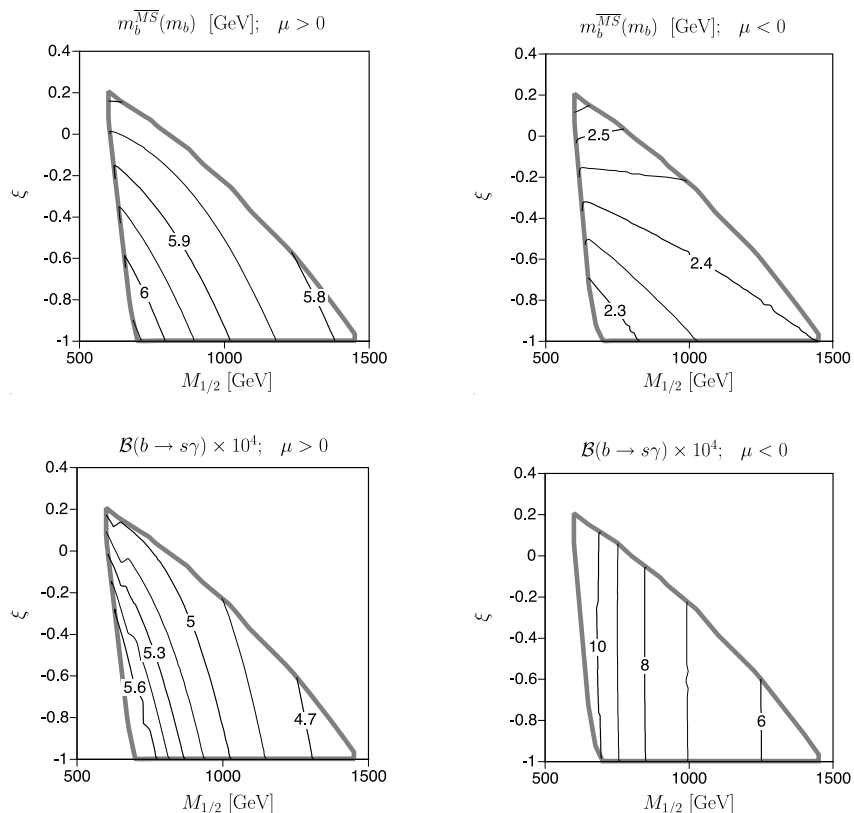 m_b^{\overline{MS}}(m_b) [GeV]; μ > 0
0.4
0.2
0
-0.2
-0.4
-0.6
-0.8
-1
ξ
5.9
6
5.8
500 1000 1500
M_{1/2} [GeV]
m_b^{\overline{MS}}(m_b) [GeV]; μ < 0
0.4
0.2
0
-0.2
-0.4
-0.6
-0.8
-1
ξ
2.5
2.4
2.3
500 1000 1500
M_{1/2} [GeV]
B(b → sγ) × 10^4; μ > 0
0.4
0.2
0
-0.2
-0.4
-0.6
-0.8
-1
ξ
5
5.3
5.6
4.7
500 1000 1500
M_{1/2} [GeV]
B(b → sγ) × 10^4; μ < 0
0.4
0.2
0
-0.2
-0.4
-0.6
-0.8
-1
ξ
10
8
6
500 1000 1500
M_{1/2} [GeV]